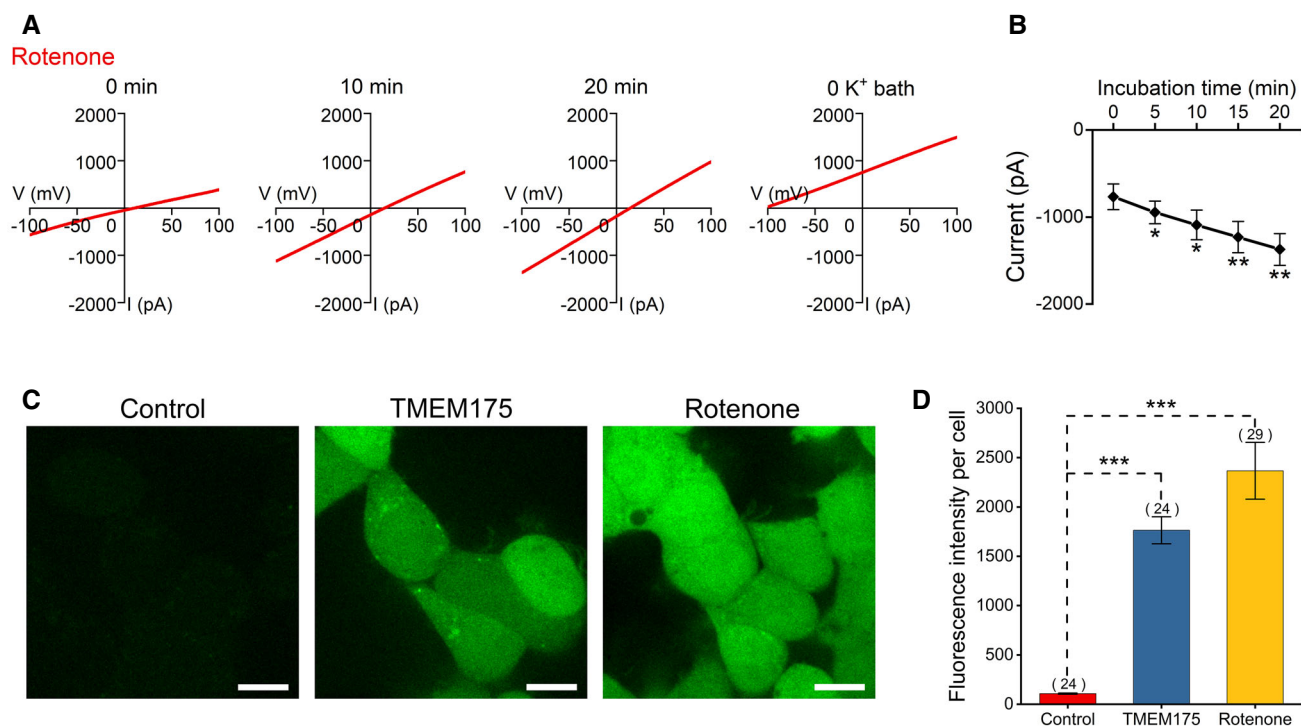 A
Rotenone
0 min
2000
1000
V (mV)
-100 -50 0 50 100
-1000
-2000 I (pA)
10 min
2000
1000
V (mV)
-100 -50 0 50 100
-1000
-2000 I (pA)
20 min
2000
1000
V (mV)
-100 -50 0 50 100
-1000
-2000 I (pA)
0 K⁺ bath
2000
1000
V (mV)
-100 -50 0 50 100
-1000
-2000 I (pA)
B
Incubation time (min)
0 5 10 15 20
Current (pA)
0
-1000
-2000
* * ** **
C
Control
TMEM175
Rotenone
D
Fluorescence intensity per cell
3000
2500
2000
1500
1000
500
0
***
***
(24)
(24)
(29)
Control TMEM175 Rotenone